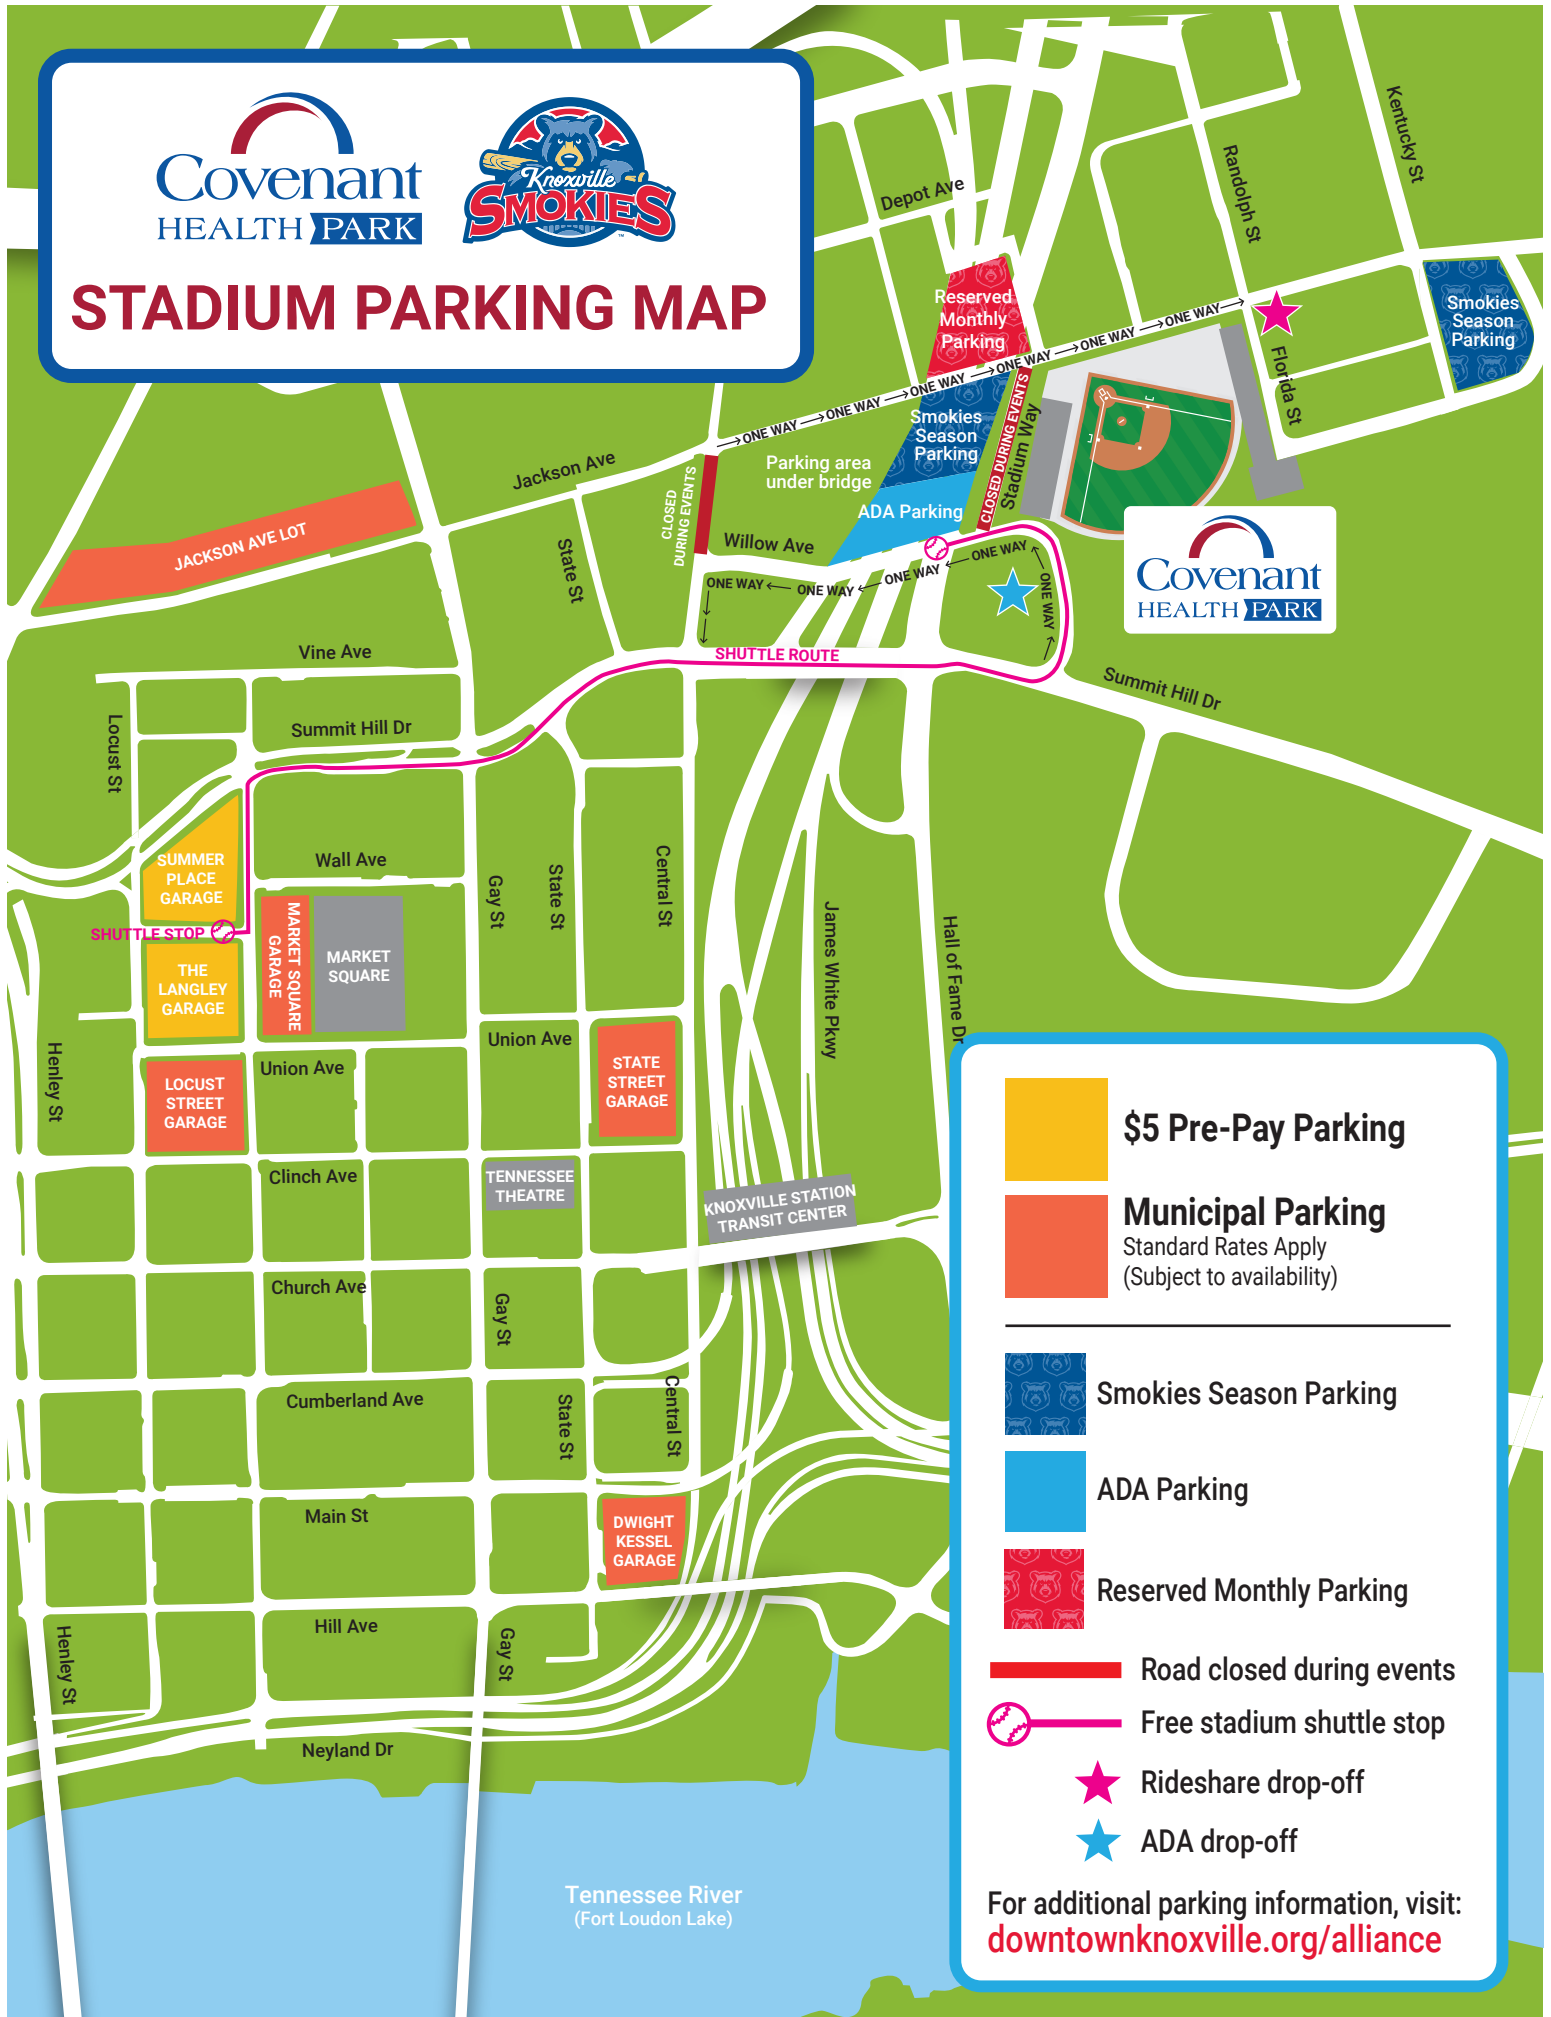 Covenant
HEALTH PARK
Knoxville
SMOKIES
STADIUM PARKING MAP
Kentucky St
Randolph St
Depot Ave
Reserved
Monthly
Parking
Smokies
Season
Parking
ONE WAY
ONE WAY
ONE WAY
ONE WAY
ONE WAY
ONE WAY
Florida St
Smokies
Season
Parking
CLOSED DURING EVENTS
Stadium Way
Parking area
under bridge
ADA Parking
Jackson Ave
CLOSED
DURING EVENTS
JACKSON AVE LOT
State St
Willow Ave
ONE WAY
ONE WAY
ONE WAY
ONE WAY
ONE WAY
Covenant
HEALTH PARK
Vine Ave
SHUTTLE ROUTE
Summit Hill Dr
Locust St
Summit Hill Dr
SUMMER
PLACE
GARAGE
Wall Ave
Gay St
State St
Central St
James White Pkwy
Hall of Fame Dr
SHUTTLE STOP
MARKET SQUARE
GARAGE
MARKET
SQUARE
THE
LANGLEY
GARAGE
Henley St
Union Ave
Union Ave
STATE
STREET
GARAGE
LOCUST
STREET
GARAGE
Clinch Ave
TENNESSEE
THEATRE
KNOXVILLE STATION
TRANSIT CENTER
Church Ave
Gay St
Cumberland Ave
State St
Central St
Main St
DWIGHT
KESSEL
GARAGE
Hill Ave
Henley St
Gay St
Neyland Dr
Tennessee River
(Fort Loudon Lake)
$5 Pre-Pay Parking
Municipal Parking
Standard Rates Apply
(Subject to availability)
Smokies Season Parking
ADA Parking
Reserved Monthly Parking
Road closed during events
Free stadium shuttle stop
Rideshare drop-off
ADA drop-off
For additional parking information, visit:
downtownknoxville.org/alliance